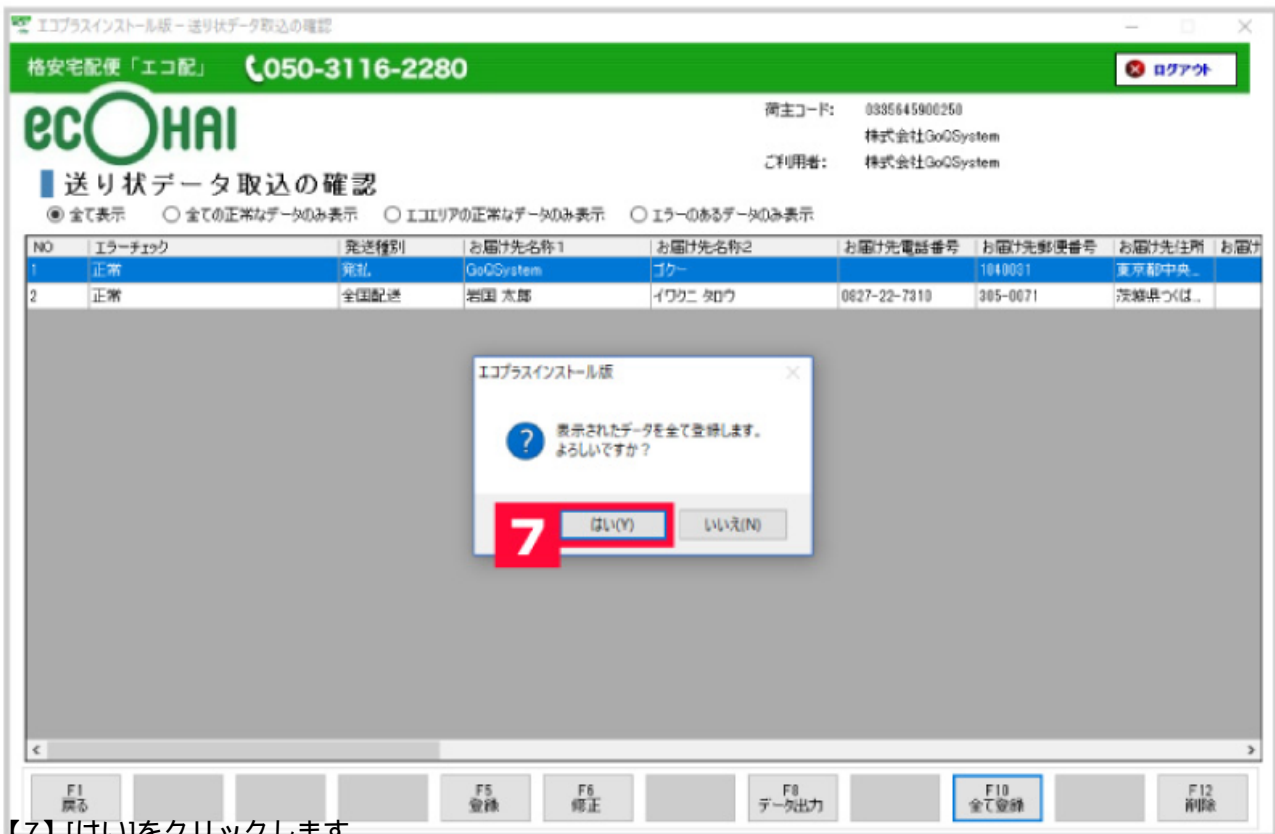 エコプラスインストール版 - 送り状データ取込の確認
格安宅配便「エコ配」 050-3116-2280 ログアウト
ecOHAI
荷主コード: 0335645900250
株式会社GoQSystem
ご利用者: 株式会社GoQSystem
送り状データ取込の確認
全て表示 全ての正常なデータのみ表示 エコエリアの正常なデータのみ表示 エラーのあるデータのみ表示
NO エラーチェック 発送種別 お届け先名称1 お届け先名称2 お届け先電話番号 お届け先郵便番号 お届け先住所 お届け
1 正常 発払 GoQSystem ゴクー 1040031 東京都中央...
2 正常 全国配送 岩国 太郎 イワクニ タロウ 0827-22-7310 305-0071 茨城県つくば...
エコプラスインストール版
表示されたデータを全て登録します。
よろしいですか？
7 はい(Y) いいえ(N)
F1 F5 F6 F8 F10 F12
戻る 登録 修正 データ出力 全て登録 削除
【7】[はい]をクリックします